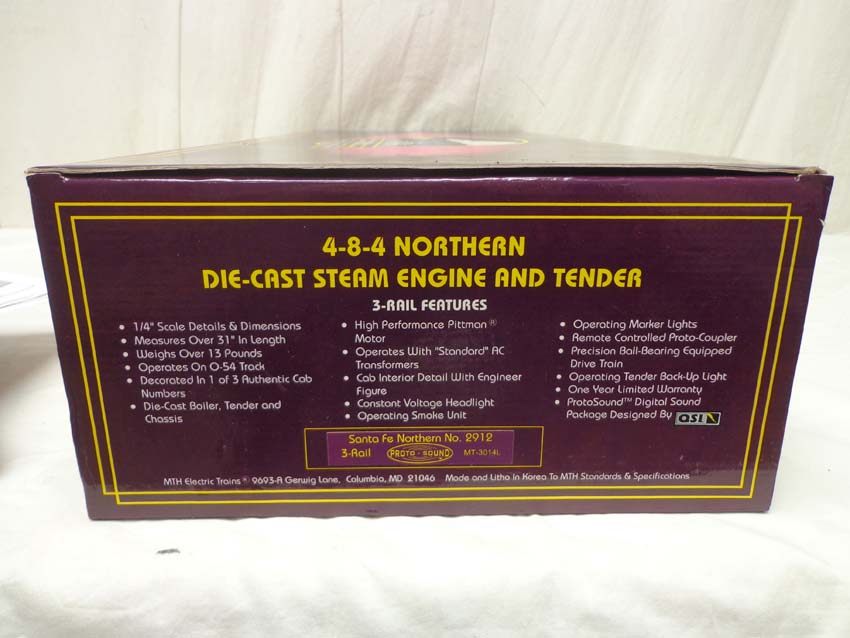 4-8-4 NORTHERN
DIE-CAST STEAM ENGINE AND TENDER
3-RAIL FEATURES
• 1/4" Scale Details & Dimensions
• Measures Over 31" In Length
• Weighs Over 13 Pounds
• Operates On O-54 Track
• Decorated In 1 of 3 Authentic Cab
Numbers
• Die-Cast Boiler, Tender and
Chassis
• High Performance Pittman®
Motor
• Operates With "Standard" AC
Transformers
• Cab Interior Detail With Engineer
Figure
• Constant Voltage Headlight
• Operating Smoke Unit
• Operating Marker Lights
• Remote Controlled Proto-Coupler
• Precision Ball-Bearing Equipped
Drive Train
• Operating Tender Back-Up Light
• One Year Limited Warranty
• ProtoSound™ Digital Sound
Package Designed By QSI
Santa Fe Northern No. 2912
3-Rail PROTO-SOUND MT-3014L
MTH Electric Trains® 9693-A Gerwig Lane, Columbia, MD 21046 Made and Litho In Korea To MTH Standards & Specifications